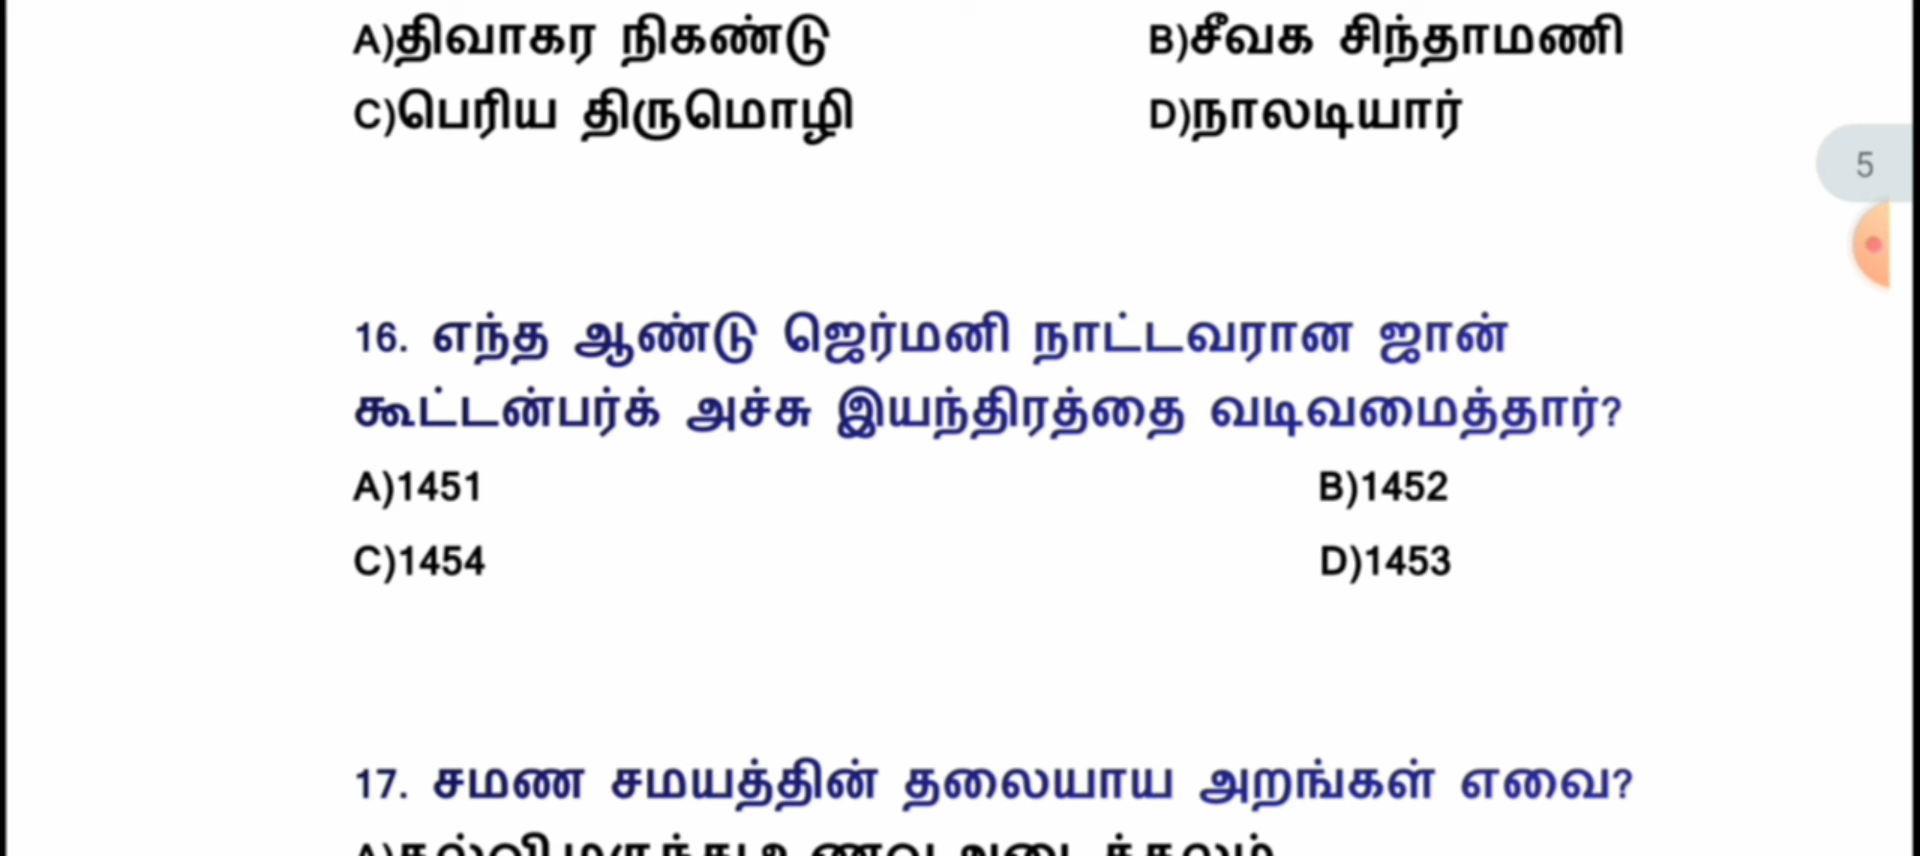 A)திவாகர நிகண்டு B)சீவக சிந்தாமணி
C)பெரிய திருமொழி D)நாலடியார்
5
16. எந்த ஆண்டு ஜெர்மனி நாட்டவரான ஜான்
கூட்டன்பர்க் அச்சு இயந்திரத்தை வடிவமைத்தார்?
A)1451 B)1452
C)1454 D)1453
17. சமண சமயத்தின் தலையாய அறங்கள் எவை?